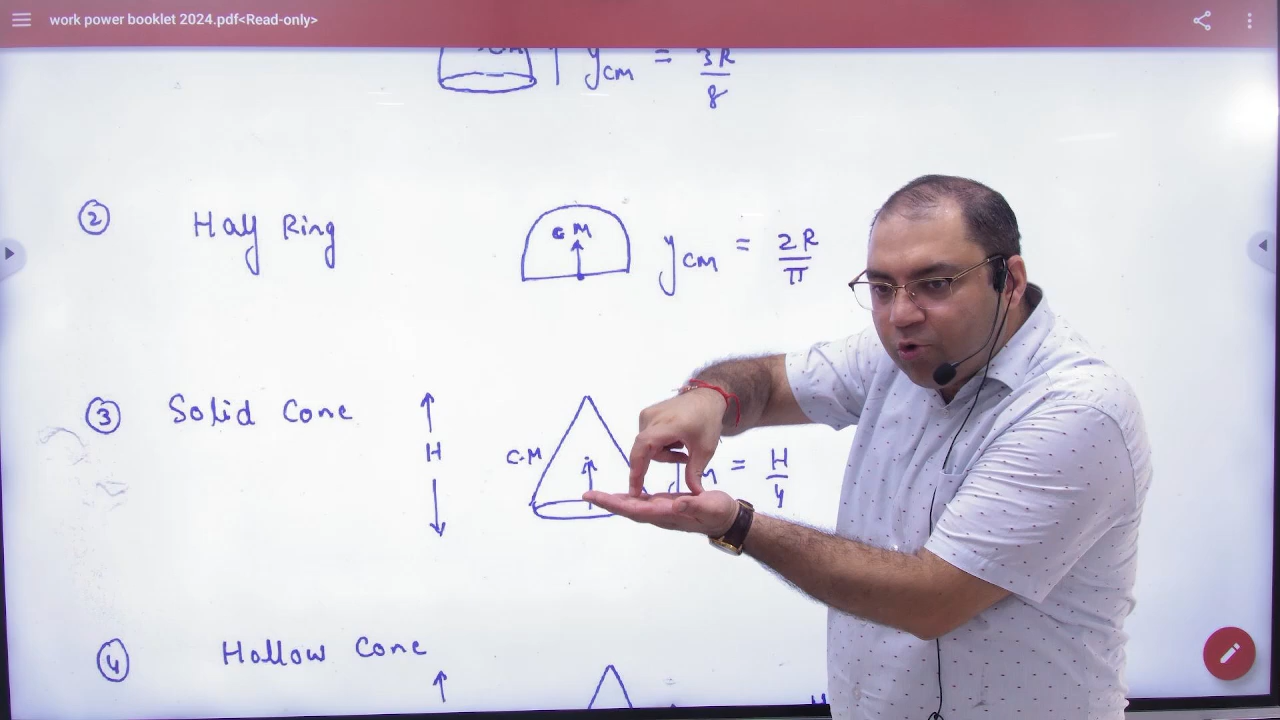 work power booklet 2024.pdf<Read-only>
yCM = 3R/8
② Half Ring CM yCM = 2R/π
③ Solid Cone H C.M = H/4
④ Hollow Cone H